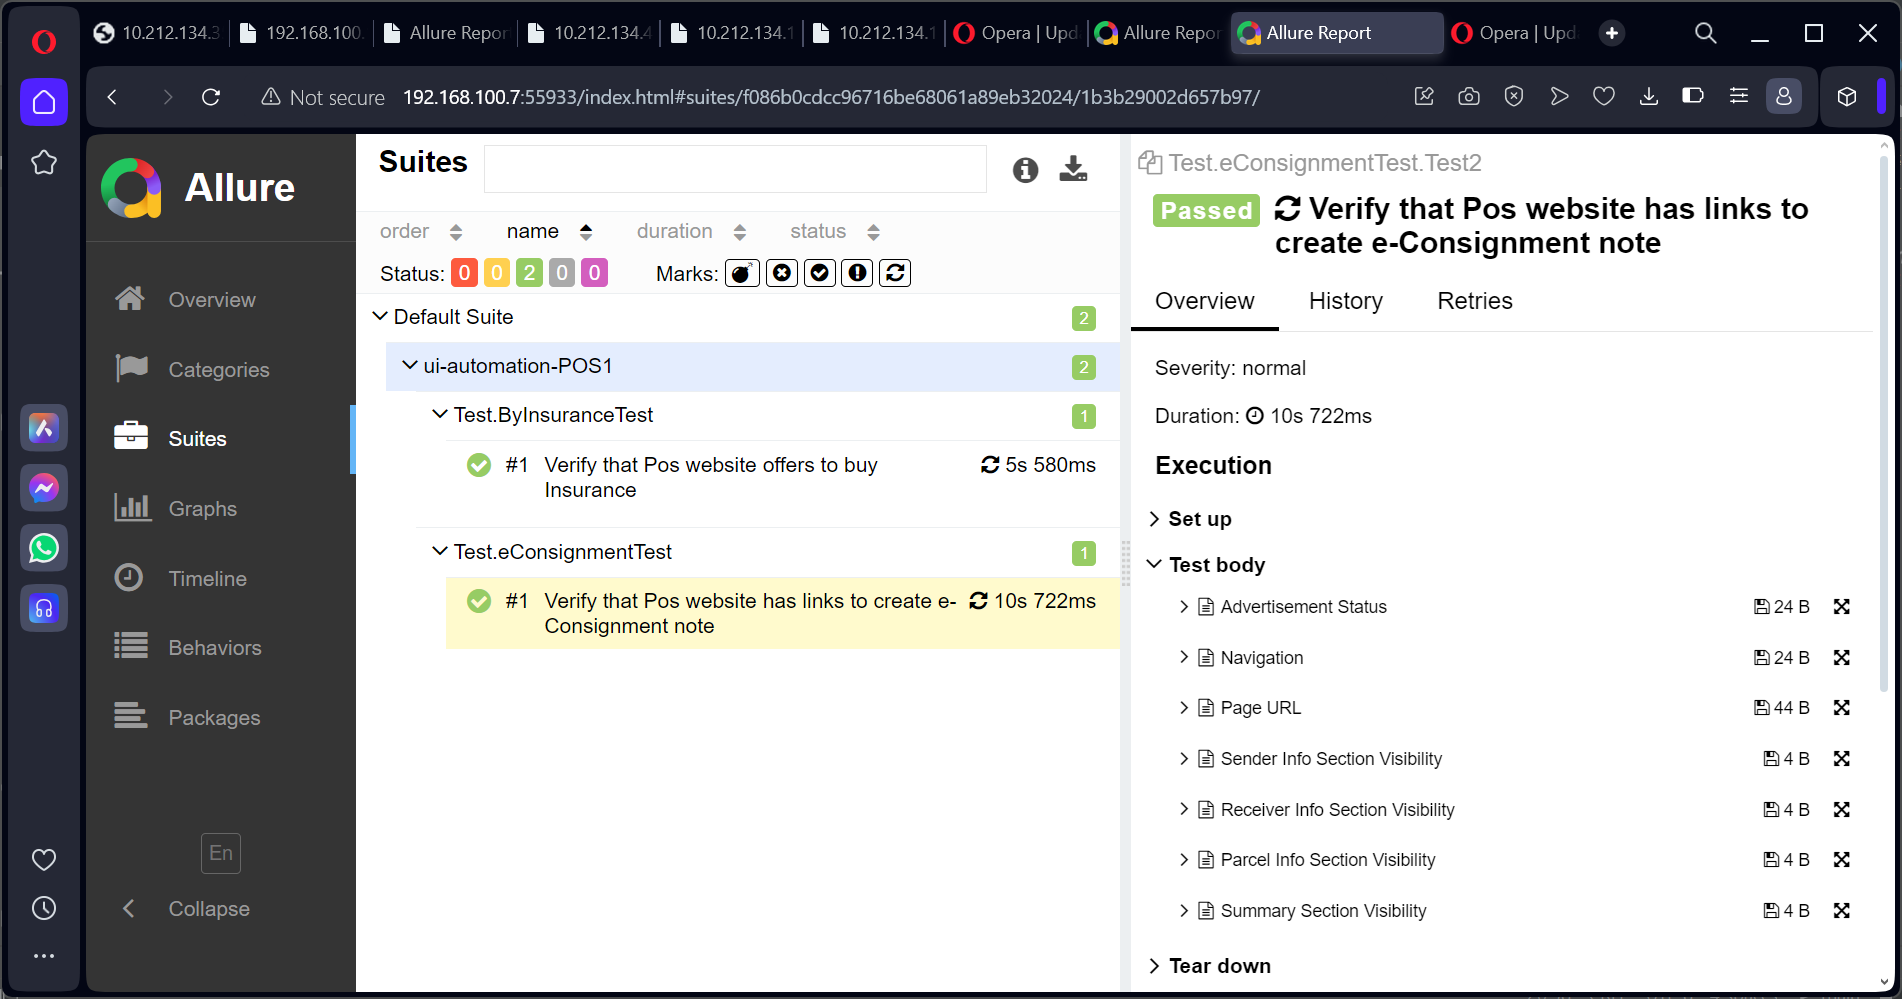 10.212.134.3
192.168.100.
Allure Repor
10.212.134.4
10.212.134.1
10.212.134.1
Opera | Upd
Allure Repor
Allure Report
Opera | Upd
Not secure 192.168.100.7:55933/index.html#suites/f086b0cdcc96716be68061a89eb32024/1b3b29002d657b97/
Allure
Overview
Categories
Suites
Graphs
Timeline
Behaviors
Packages
En
Collapse
Suites
order name duration status
Status: 0 0 2 0 0 Marks:
Default Suite 2
ui-automation-POS1 2
Test.ByInsuranceTest 1
#1 Verify that Pos website offers to buy 5s 580ms
Insurance
Test.eConsignmentTest 1
#1 Verify that Pos website has links to create e- 10s 722ms
Consignment note
Test.eConsignmentTest.Test2
Passed Verify that Pos website has links to
create e-Consignment note
Overview History Retries
Severity: normal
Duration: 10s 722ms
Execution
Set up
Test body
Advertisement Status 24 B
Navigation 24 B
Page URL 44 B
Sender Info Section Visibility 4 B
Receiver Info Section Visibility 4 B
Parcel Info Section Visibility 4 B
Summary Section Visibility 4 B
Tear down